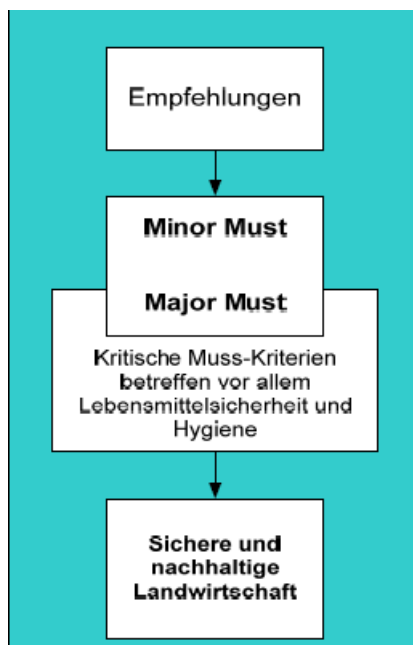 Empfehlungen
Minor Must
Major Must
Kritische Muss-Kriterien
betreffen vor allem
Lebensmittelsicherheit und
Hygiene
Sichere und
nachhaltige
Landwirtschaft